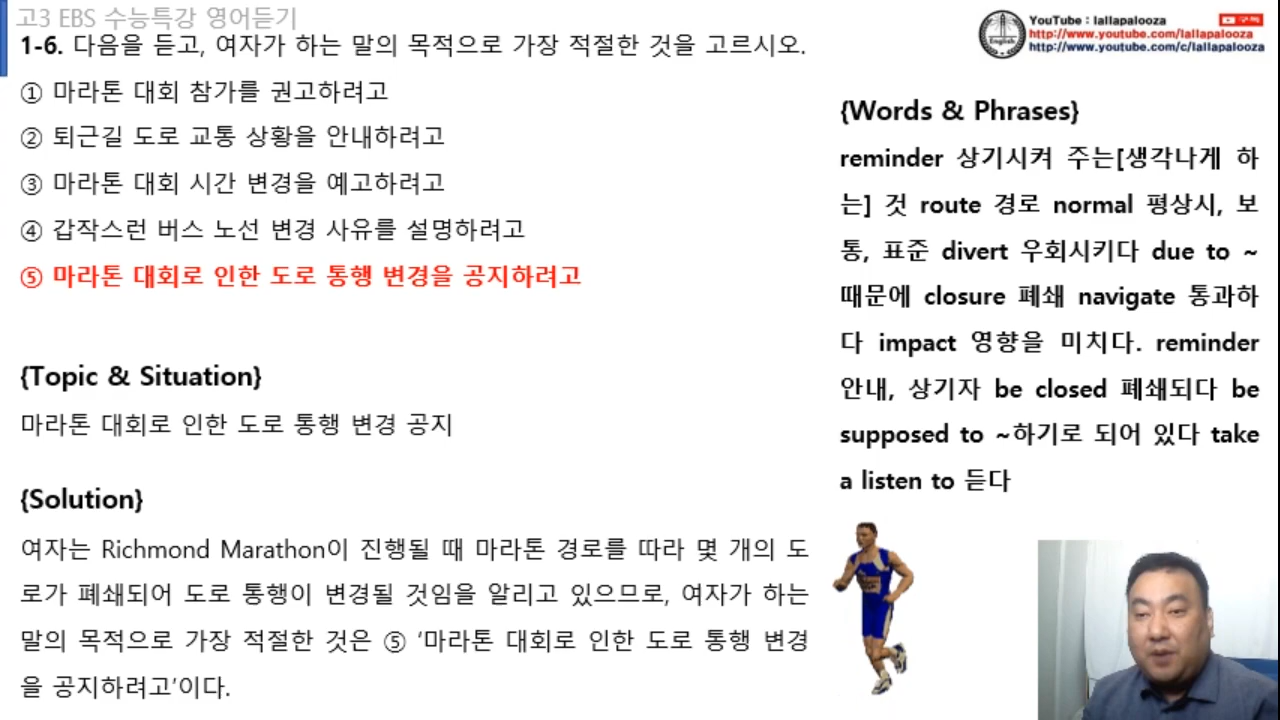 고3 EBS 수능특강 영어듣기
1-6. 다음을 듣고, 여자가 하는 말의 목적으로 가장 적절한 것을 고르시오.
① 마라톤 대회 참가를 권고하려고
② 퇴근길 도로 교통 상황을 안내하려고
③ 마라톤 대회 시간 변경을 예고하려고
④ 갑작스런 버스 노선 변경 사유를 설명하려고
⑤ 마라톤 대회로 인한 도로 통행 변경을 공지하려고
{Topic & Situation}
마라톤 대회로 인한 도로 통행 변경 공지
{Solution}
여자는 Richmond Marathon이 진행될 때 마라톤 경로를 따라 몇 개의 도
로가 폐쇄되어 도로 통행이 변경될 것임을 알리고 있으므로, 여자가 하는
말의 목적으로 가장 적절한 것은 ⑤ ‘마라톤 대회로 인한 도로 통행 변경
을 공지하려고’이다.
YouTube : lallapalooza
구독
http://www.youtube.com/lallapalooza
http://www.youtube.com/c/lallapalooza
English
{Words & Phrases}
reminder 상기시켜 주는[생각나게 하
는] 것 route 경로 normal 평상시, 보
통, 표준 divert 우회시키다 due to ~
때문에 closure 폐쇄 navigate 통과하
다 impact 영향을 미치다. reminder
안내, 상기자 be closed 폐쇄되다 be
supposed to ~하기로 되어 있다 take
a listen to 듣다